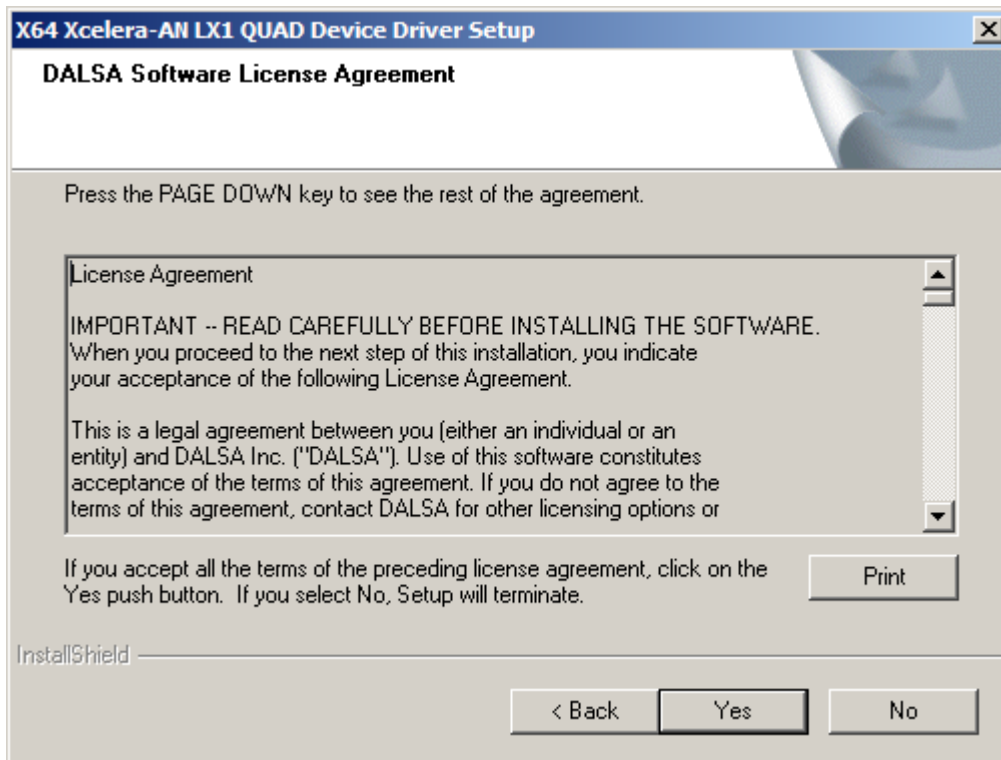 X64 Xcelera-AN LX1 QUAD Device Driver Setup
DALSA Software License Agreement
Press the PAGE DOWN key to see the rest of the agreement.
License Agreement
IMPORTANT -- READ CAREFULLY BEFORE INSTALLING THE SOFTWARE.
When you proceed to the next step of this installation, you indicate
your acceptance of the following License Agreement.
This is a legal agreement between you (either an individual or an
entity) and DALSA Inc. ("DALSA"). Use of this software constitutes
acceptance of the terms of this agreement. If you do not agree to the
terms of this agreement, contact DALSA for other licensing options or
If you accept all the terms of the preceding license agreement, click on the
Yes push button.  If you select No, Setup will terminate.
Print
InstallShield
< Back
Yes
No